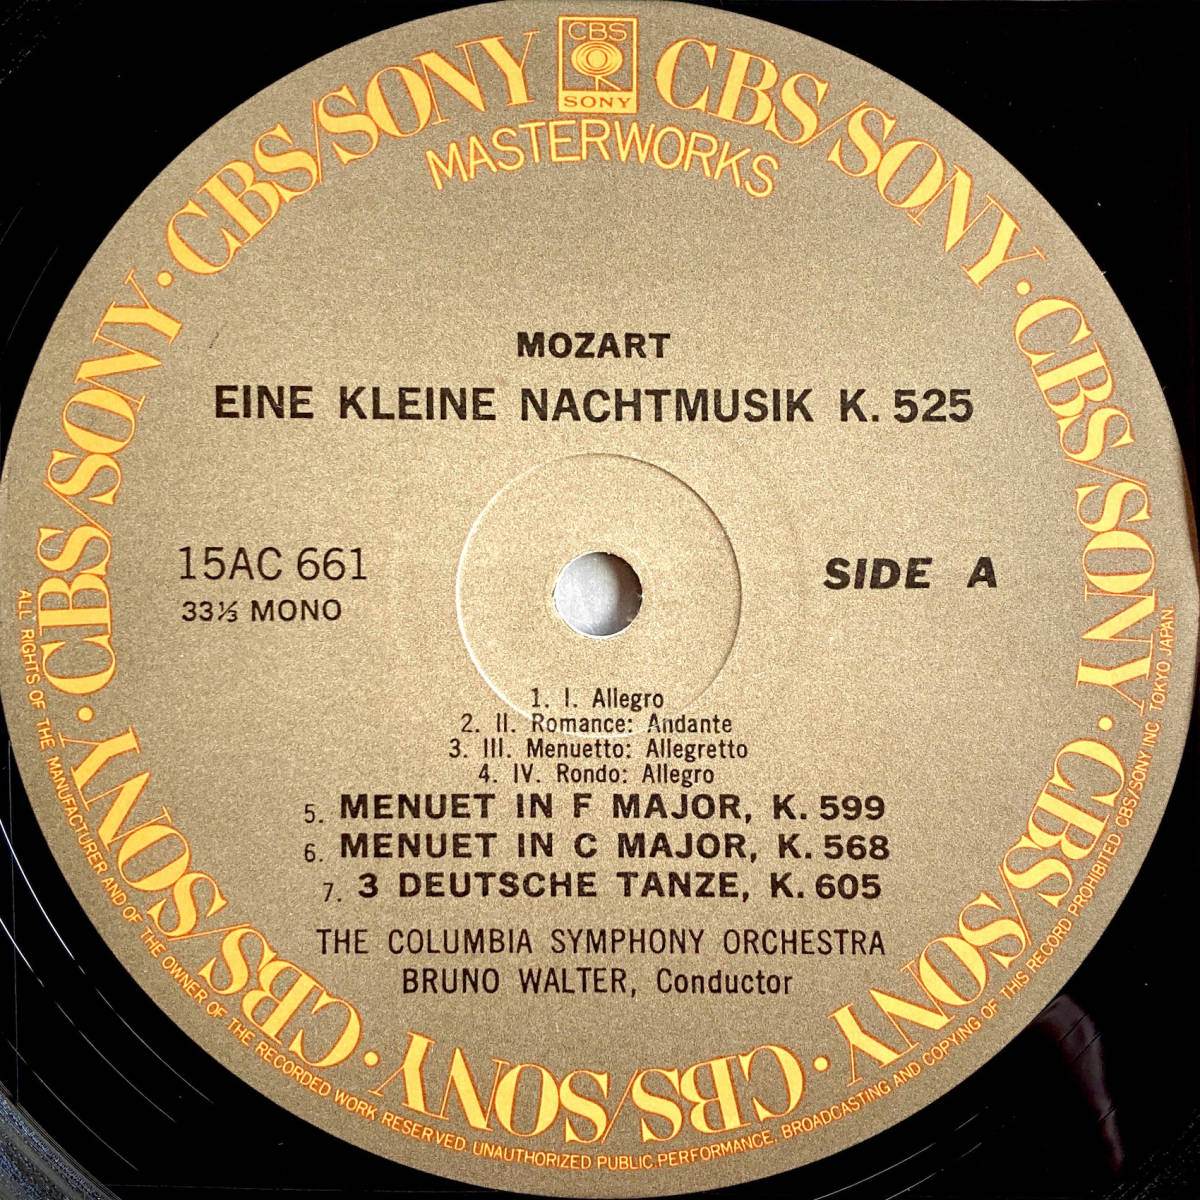 CBS
SONY
CBS/SONY · CBS/SONY · CBS/SONY · CBS/SONY · CBS/SONY · CBS/SONY · CBS/SONY · CBS/SONY
MASTERWORKS
MOZART
EINE KLEINE NACHTMUSIK K. 525
15AC 661
33⅓ MONO
SIDE A
1. I. Allegro
2. II. Romance: Andante
3. III. Menuetto: Allegretto
4. IV. Rondo: Allegro
5. MENUET IN F MAJOR, K. 599
6. MENUET IN C MAJOR, K. 568
7. 3 DEUTSCHE TANZE, K. 605
THE COLUMBIA SYMPHONY ORCHESTRA
BRUNO WALTER, Conductor
ALL RIGHTS OF THE MANUFACTURER AND OF THE OWNER OF THE RECORDED WORK RESERVED. UNAUTHORIZED PUBLIC PERFORMANCE, BROADCASTING AND COPYING OF THIS RECORD PROHIBITED CBS/SONY INC. TOKYO JAPAN